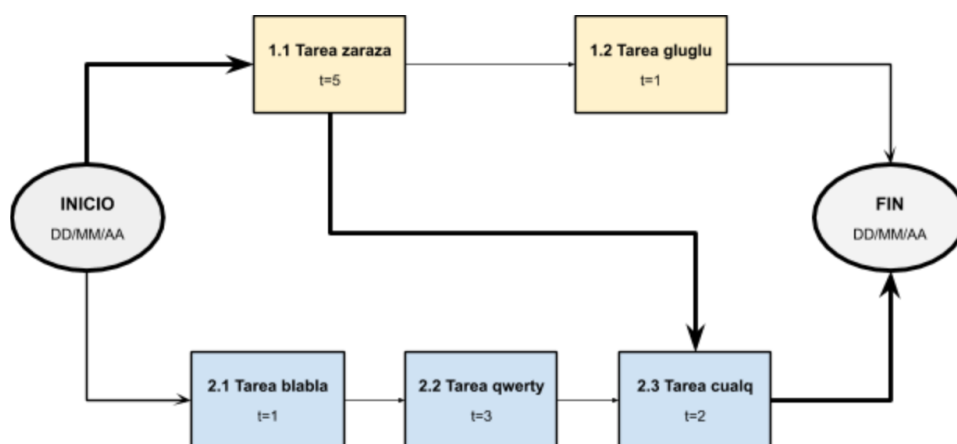 1.1 Tarea zaraza
t=5
1.2 Tarea gluglu
t=1
INICIO
DD/MM/AA
FIN
DD/MM/AA
2.1 Tarea blabla
t=1
2.2 Tarea qwerty
t=3
2.3 Tarea cualq
t=2